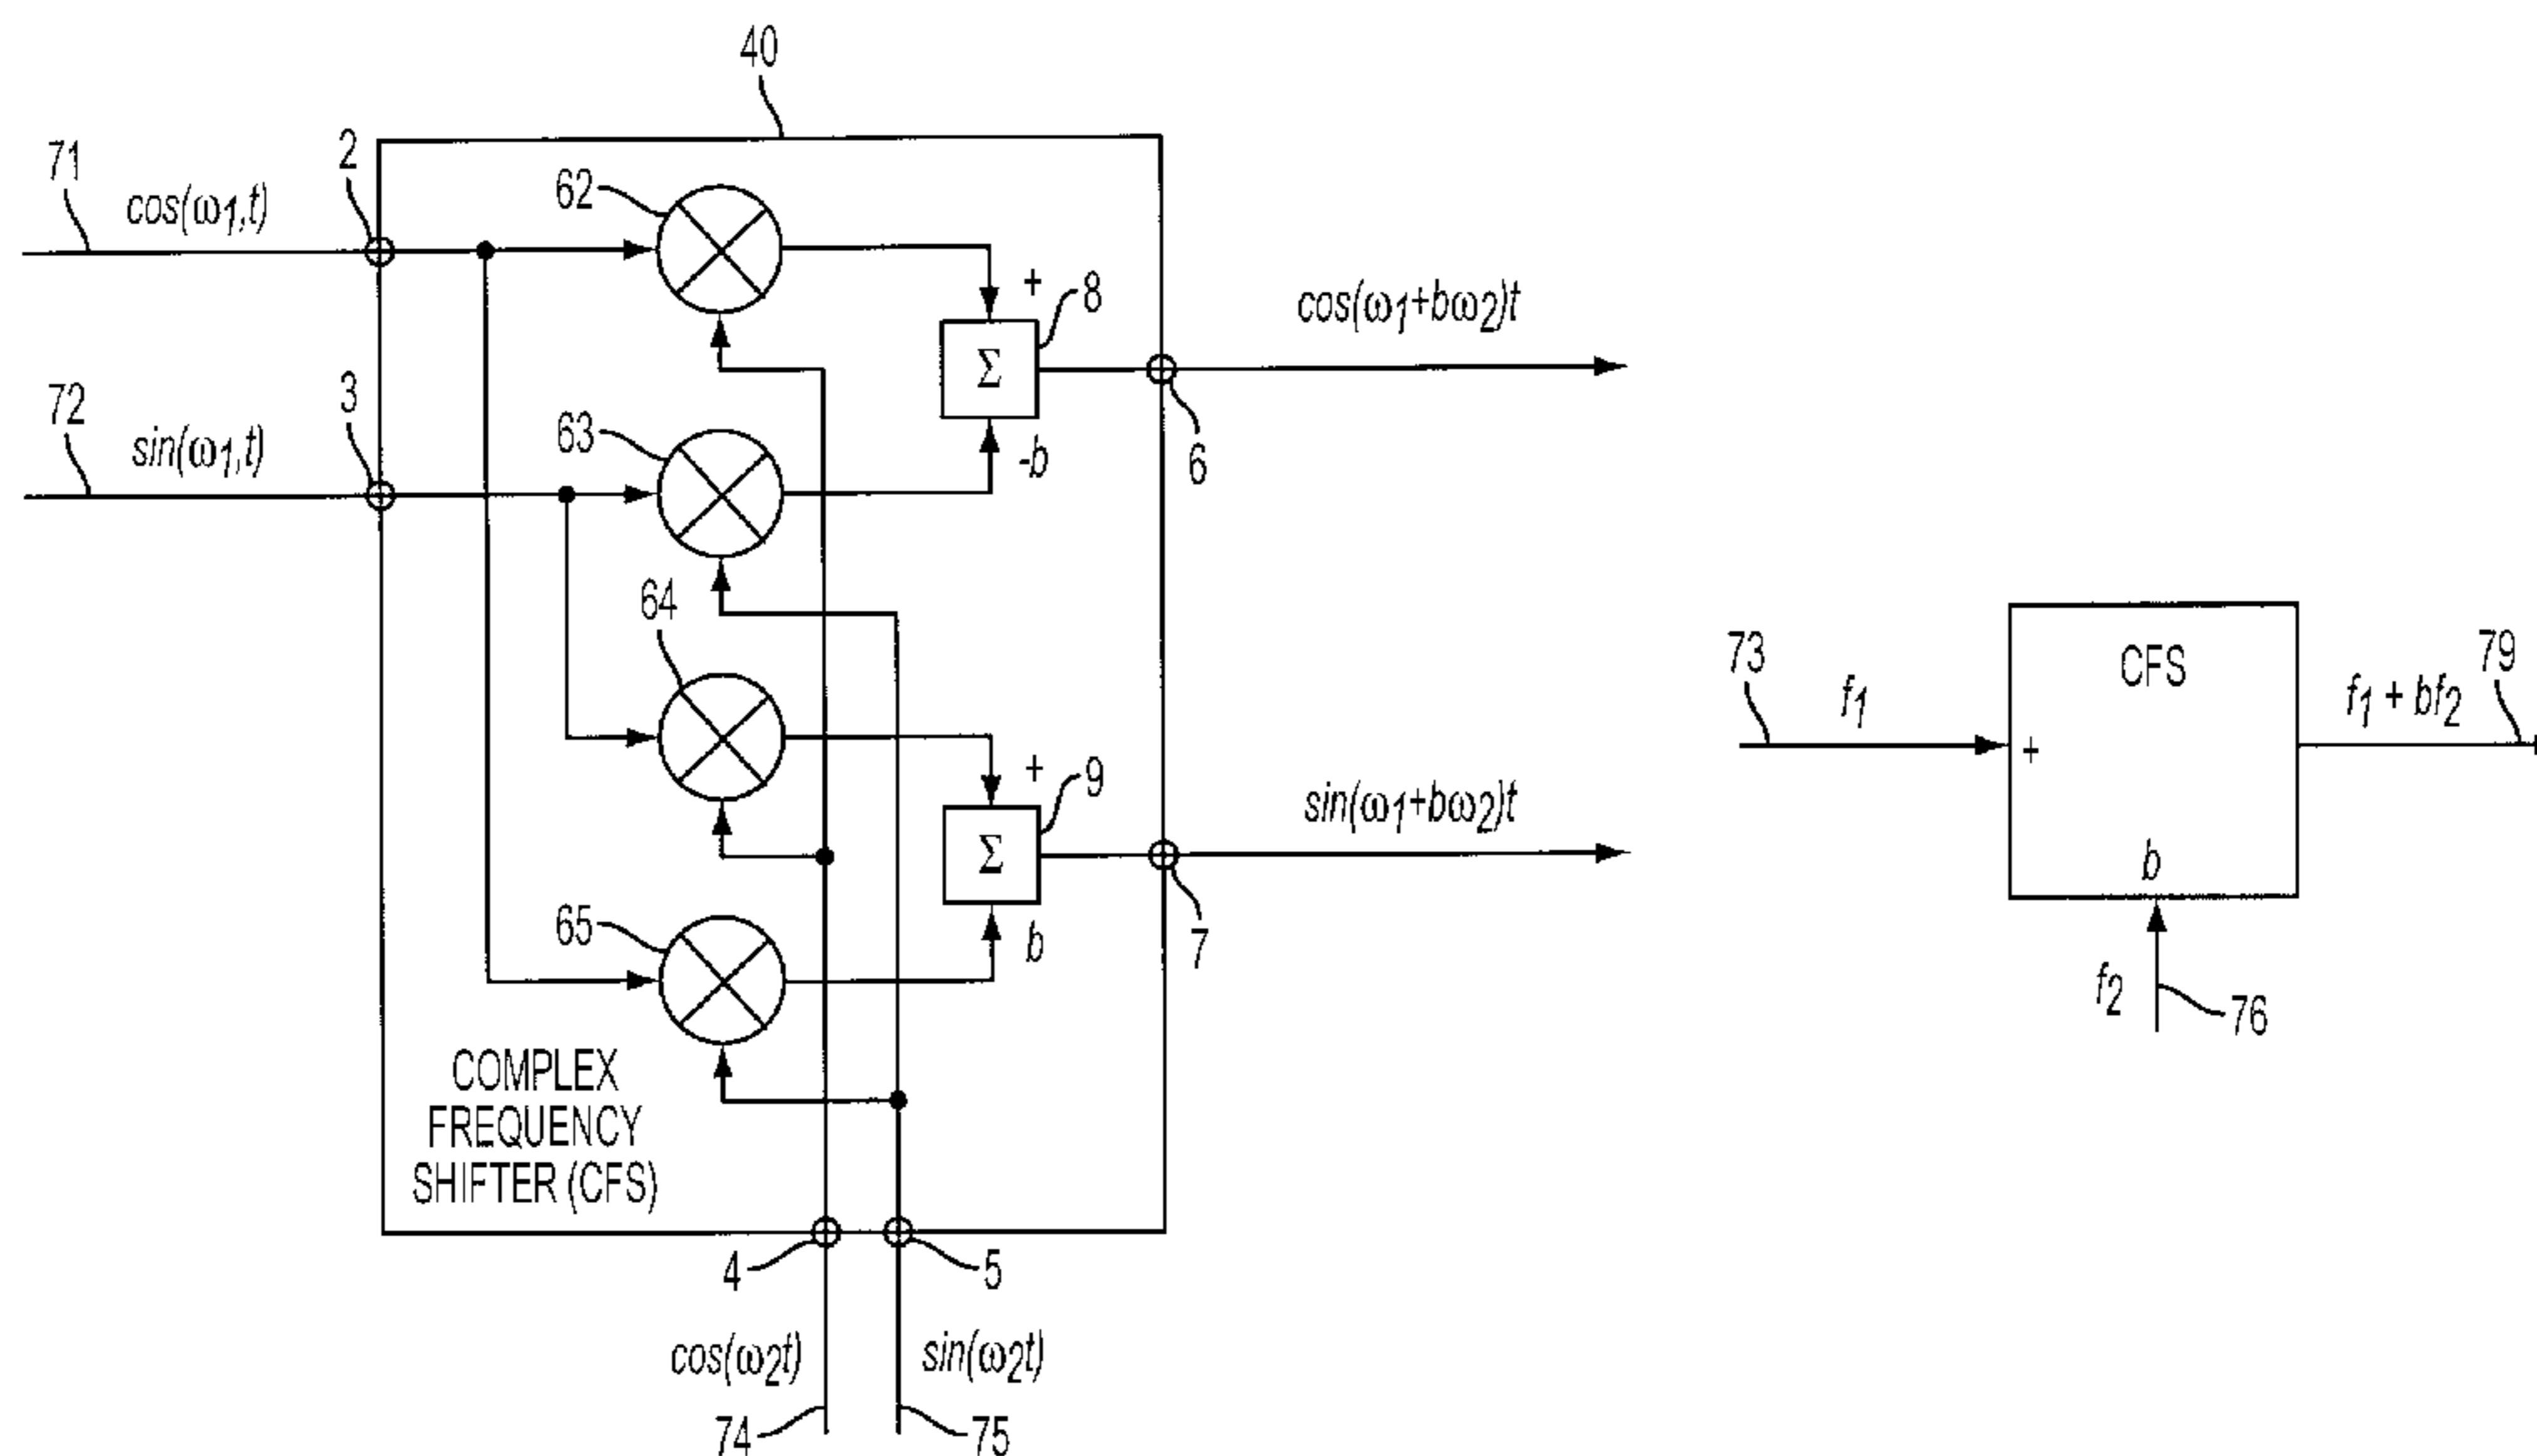 40
71
cos(ω1,t)
2
62
+
8
Σ
cos(ω1+bω2)t
72
sin(ω1,t)
3
63
-b
6
64
+
9
Σ
sin(ω1+bω2)t
65
b
7
COMPLEX
FREQUENCY
SHIFTER (CFS)
4
5
cos(ω2t)
sin(ω2t)
74
75
73
f1
+
CFS
b
f1 + bf2
79
f2
76